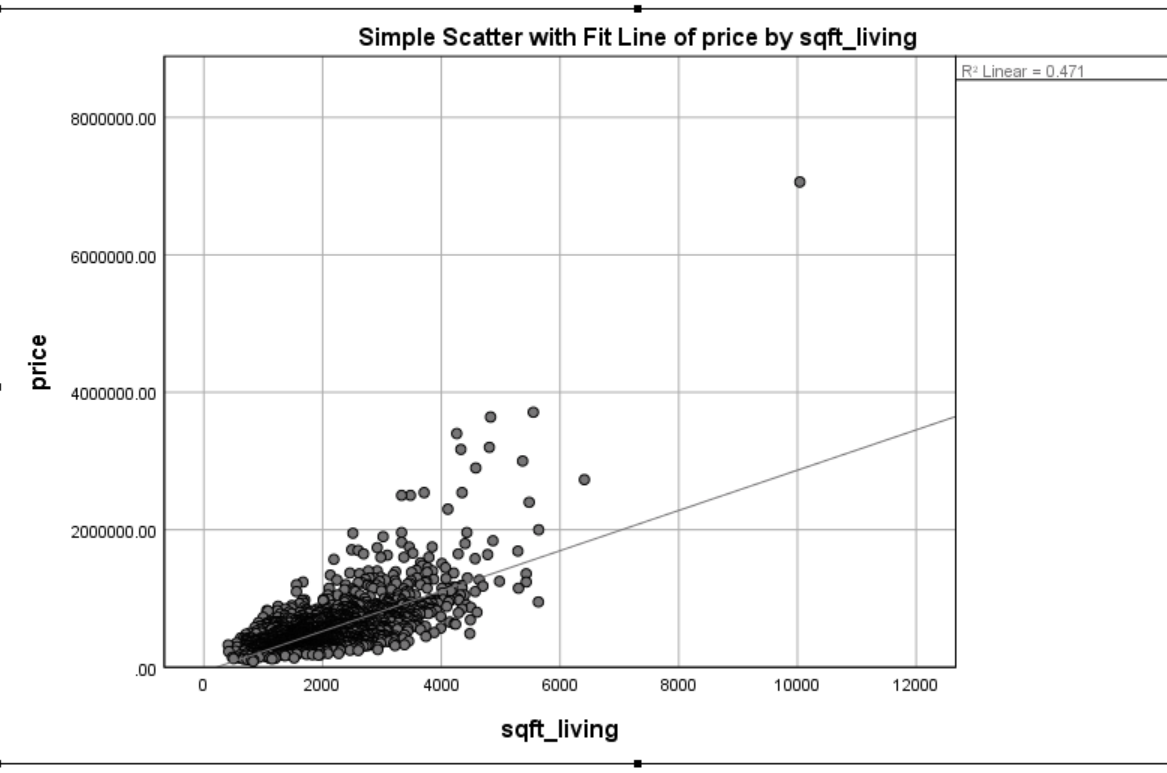 Simple Scatter with Fit Line of price by sqft_living
R² Linear = 0.471
8000000.00
6000000.00
4000000.00
2000000.00
.00
price
0 2000 4000 6000 8000 10000 12000
sqft_living